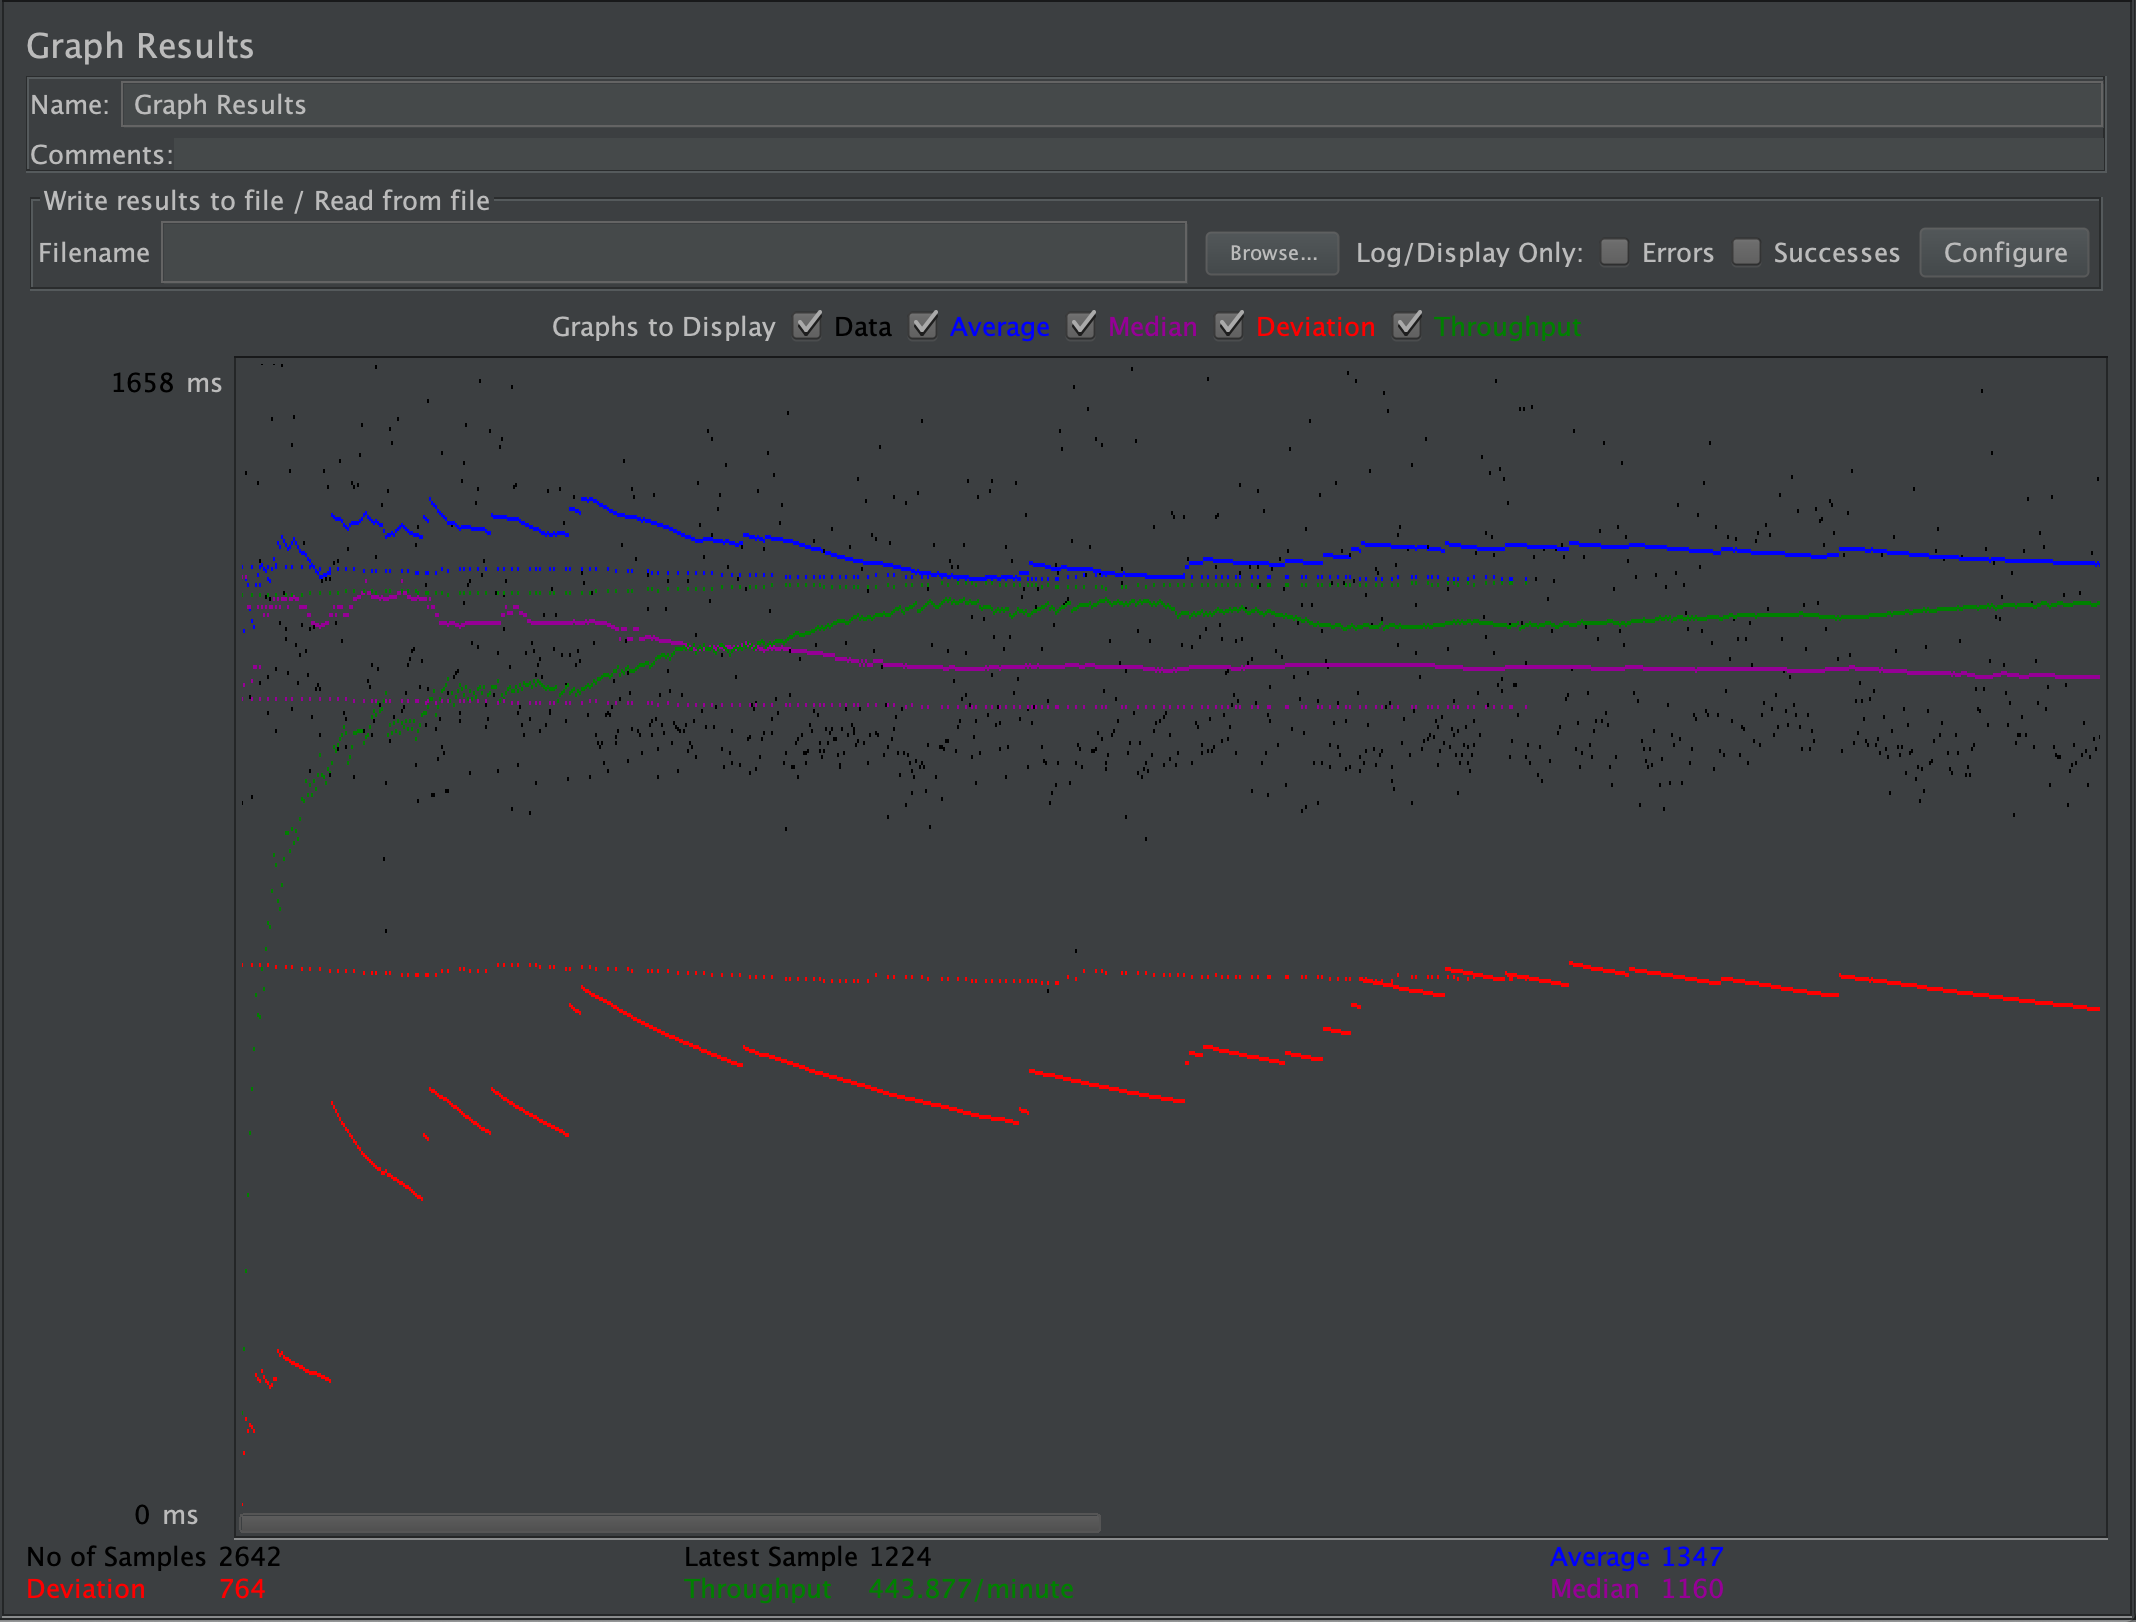 Graph Results
Name: Graph Results
Comments:
Write results to file / Read from file
Filename Browse... Log/Display Only: Errors Successes Configure
Graphs to Display Data Average Median Deviation Throughput
1658 ms
0 ms
No of Samples 2642 Latest Sample 1224 Average 1347
Deviation 764 Throughput 443.877/minute Median 1160